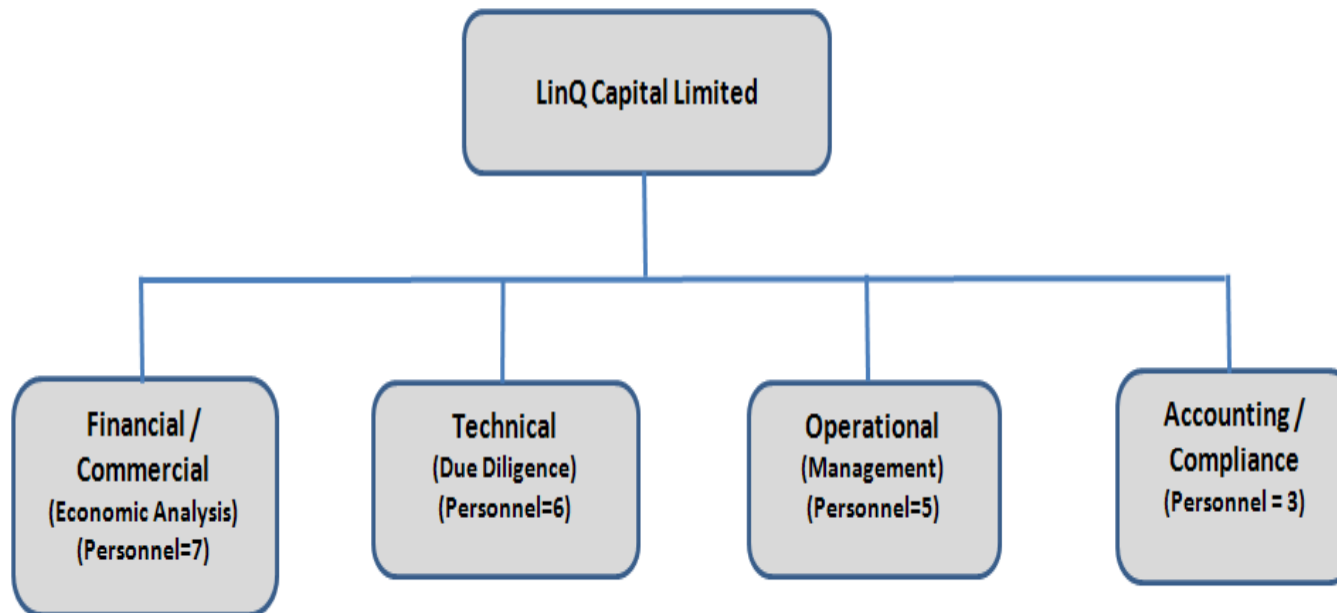 LinQ Capital Limited
Financial /
Commercial
(Economic Analysis)
(Personnel=7)
Technical
(Due Diligence)
(Personnel=6)
Operational
(Management)
(Personnel=5)
Accounting /
Compliance
(Personnel = 3)